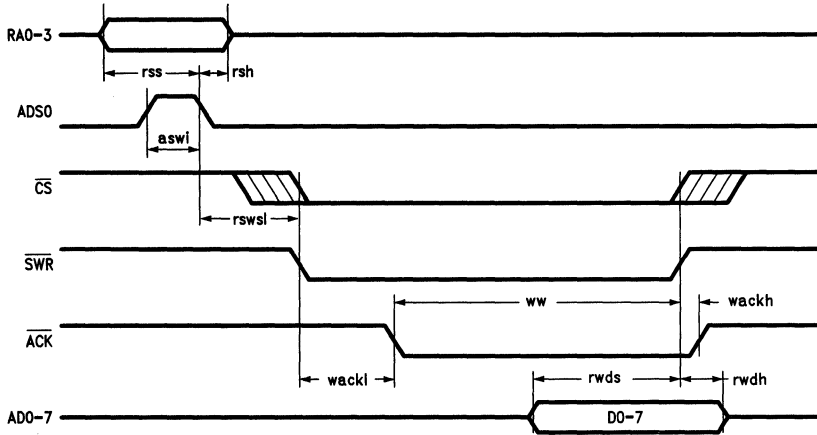 RA0-3
rss
rsh
ADS0
aswi
CS
rswsl
SWR
ww
wackh
ACK
wackl
rwds
rwdh
AD0-7
D0-7